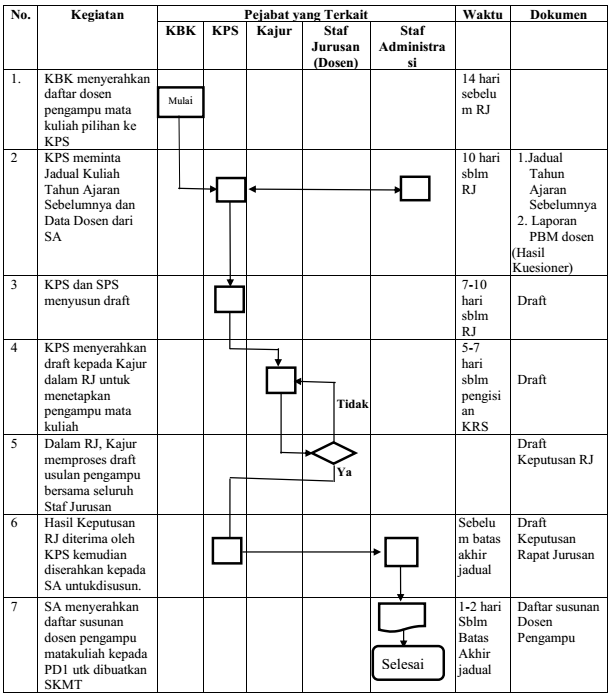 No.
Kegiatan
Pejabat yang Terkait
Waktu
Dokumen
KBK
KPS
Kajur
Staf
Jurusan
(Dosen)
Staf
Administra
si
1.
KBK menyerahkan
daftar dosen
pengampu mata
kuliah pilihan ke
KPS
Mulai
14 hari
sebelu
m RJ
2
KPS meminta
Jadual Kuliah
Tahun Ajaran
Sebelumnya dan
Data Dosen dari
SA
10 hari
sblm
RJ
1.Jadual
Tahun
Ajaran
Sebelumnya
2. Laporan
PBM dosen
(Hasil
Kuesioner)
3
KPS dan SPS
menyusun draft
7-10
hari
sblm
RJ
Draft
4
KPS menyerahkan
draft kepada Kajur
dalam RJ untuk
menetapkan
pengampu mata
kuliah
Tidak
5-7
hari
sblm
pengisi
an
KRS
Draft
5
Dalam RJ, Kajur
memproses draft
usulan pengampu
bersama seluruh
Staf Jurusan
Ya
Draft
Keputusan RJ
6
Hasil Keputusan
RJ diterima oleh
KPS kemudian
diserahkan kepada
SA untukdisusun.
Sebelu
m batas
akhir
jadual
Draft
Keputusan
Rapat Jurusan
7
SA menyerahkan
daftar susunan
dosen pengampu
matakuliah kepada
PD1 utk dibuatkan
SKMT
Selesai
1-2 hari
Sblm
Batas
Akhir
jadual
Daftar susunan
Dosen
Pengampu